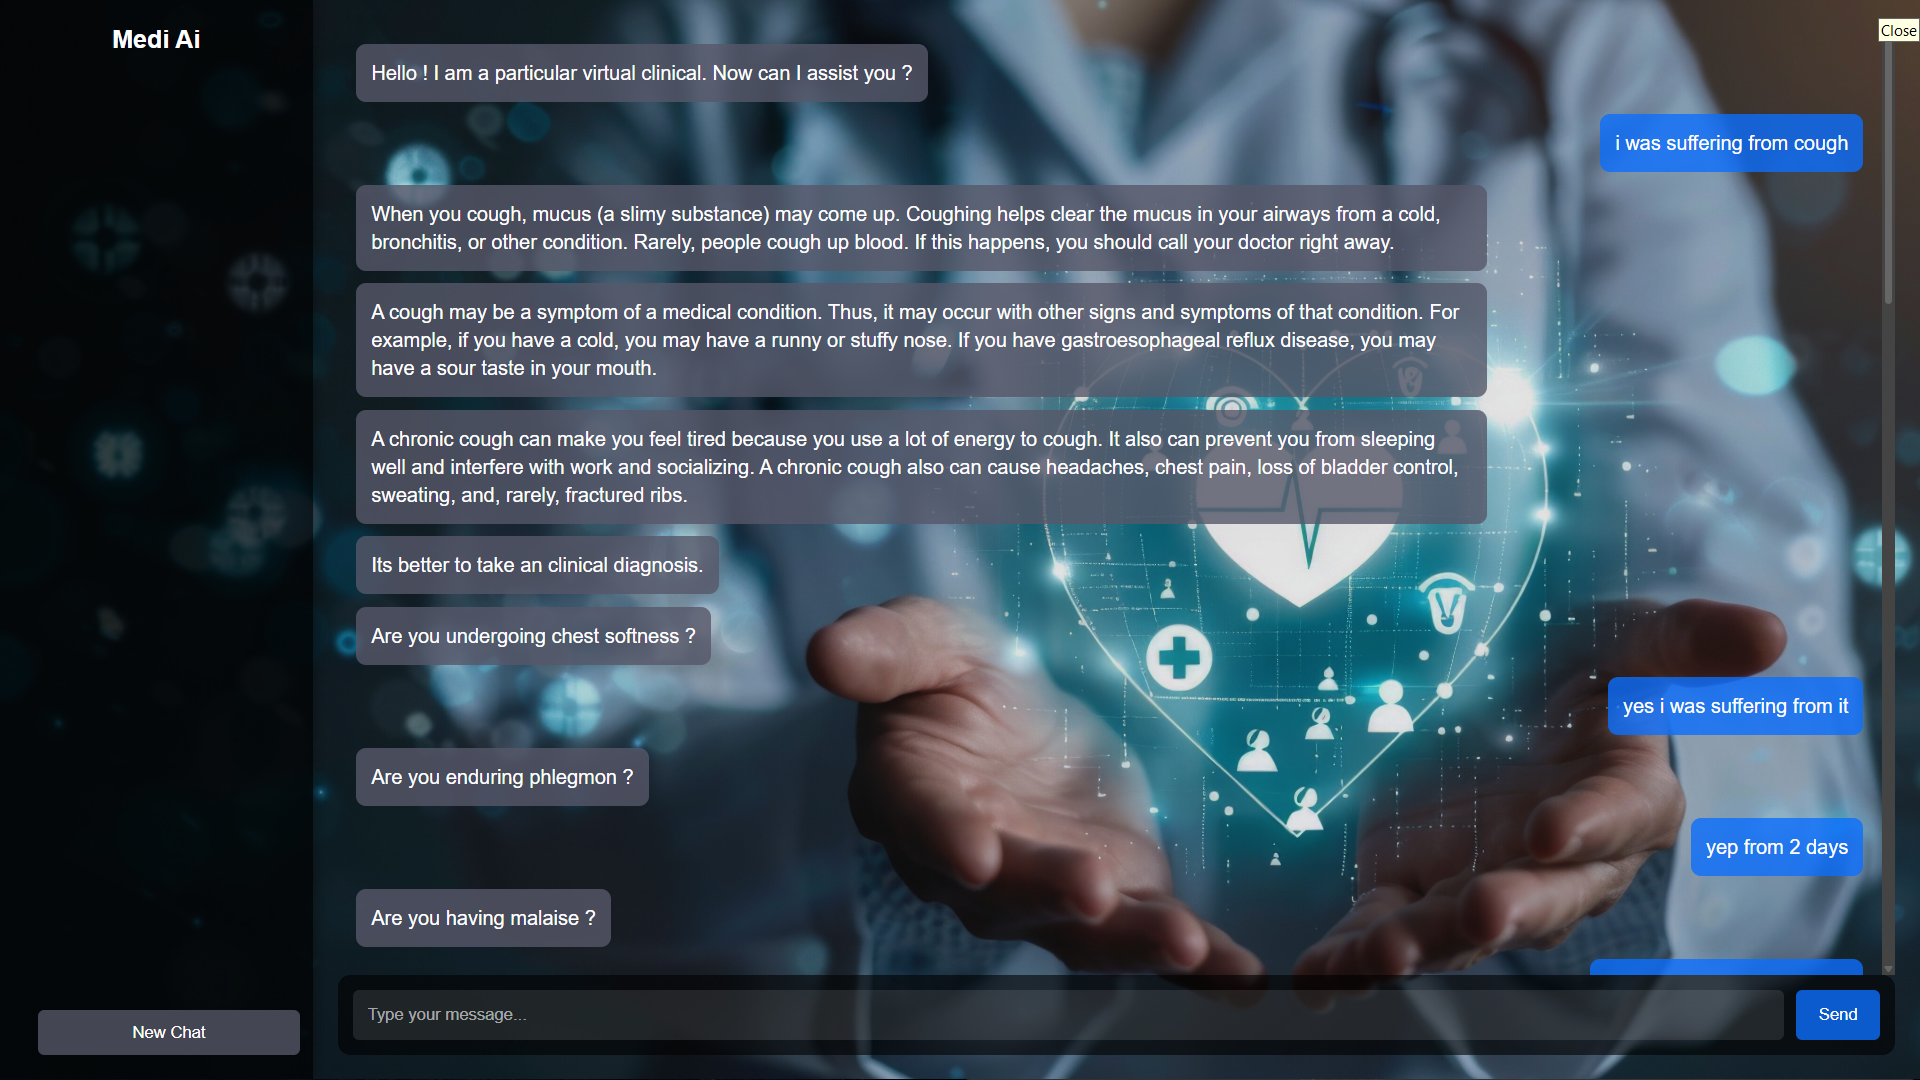 Medi Ai
Close
Hello ! I am a particular virtual clinical. Now can I assist you ?
i was suffering from cough
When you cough, mucus (a slimy substance) may come up. Coughing helps clear the mucus in your airways from a cold,
bronchitis, or other condition. Rarely, people cough up blood. If this happens, you should call your doctor right away.
A cough may be a symptom of a medical condition. Thus, it may occur with other signs and symptoms of that condition. For
example, if you have a cold, you may have a runny or stuffy nose. If you have gastroesophageal reflux disease, you may
have a sour taste in your mouth.
A chronic cough can make you feel tired because you use a lot of energy to cough. It also can prevent you from sleeping
well and interfere with work and socializing. A chronic cough also can cause headaches, chest pain, loss of bladder control,
sweating, and, rarely, fractured ribs.
Its better to take an clinical diagnosis.
Are you undergoing chest softness ?
yes i was suffering from it
Are you enduring phlegmon ?
yep from 2 days
Are you having malaise ?
Type your message...
Send
New Chat